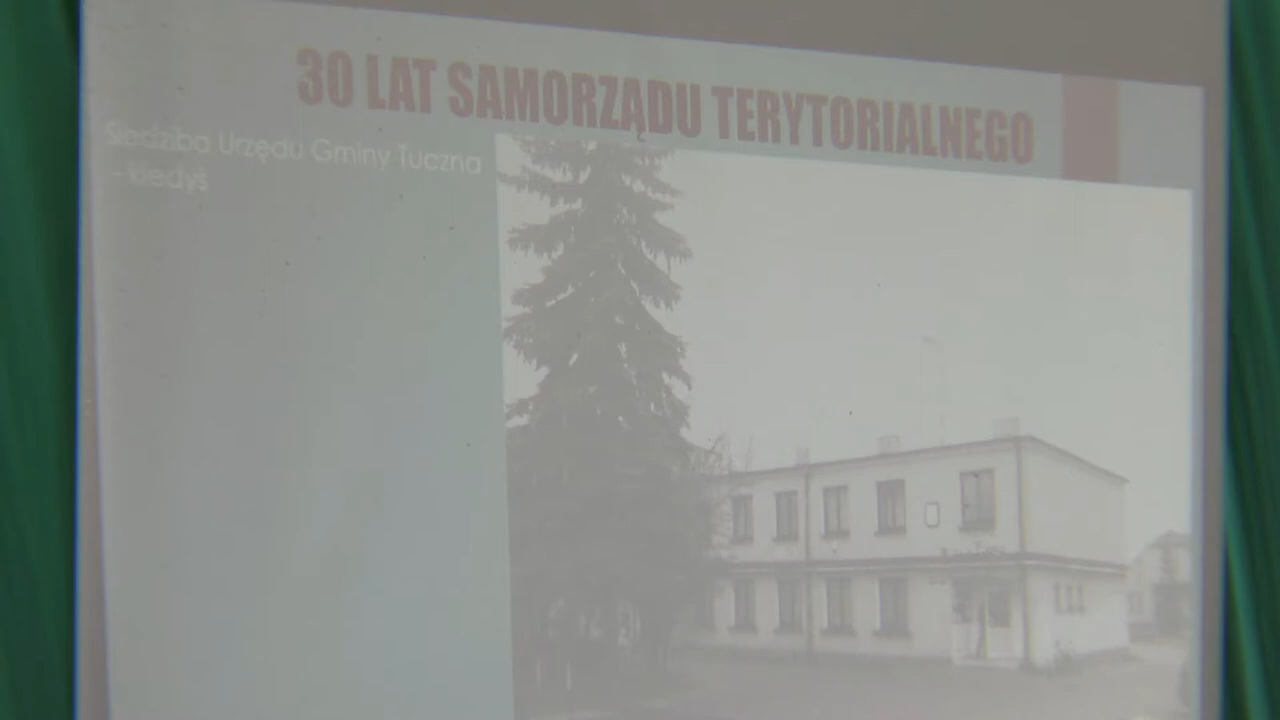 30 LAT SAMORZĄDU TERYTORIALNEGO
Siedziba Urzędu Gminy Tuczna
- kiedyś